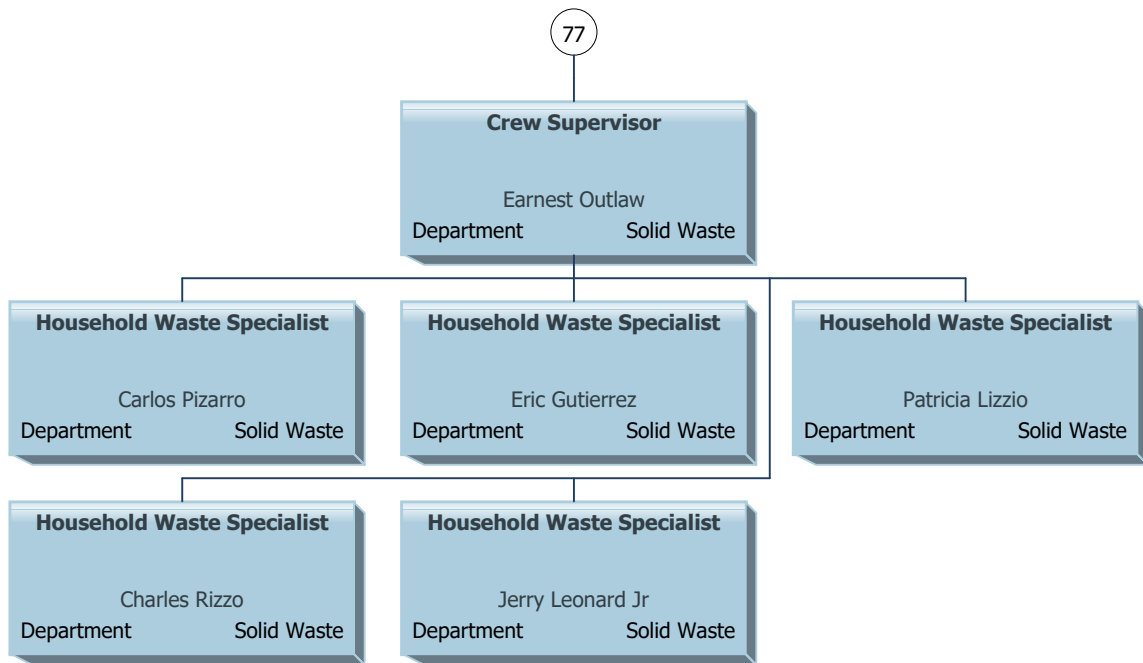 77
Crew Supervisor
Earnest Outlaw
Department Solid Waste
Household Waste Specialist
Carlos Pizarro
Department Solid Waste
Household Waste Specialist
Eric Gutierrez
Department Solid Waste
Household Waste Specialist
Patricia Lizzio
Department Solid Waste
Household Waste Specialist
Charles Rizzo
Department Solid Waste
Household Waste Specialist
Jerry Leonard Jr
Department Solid Waste